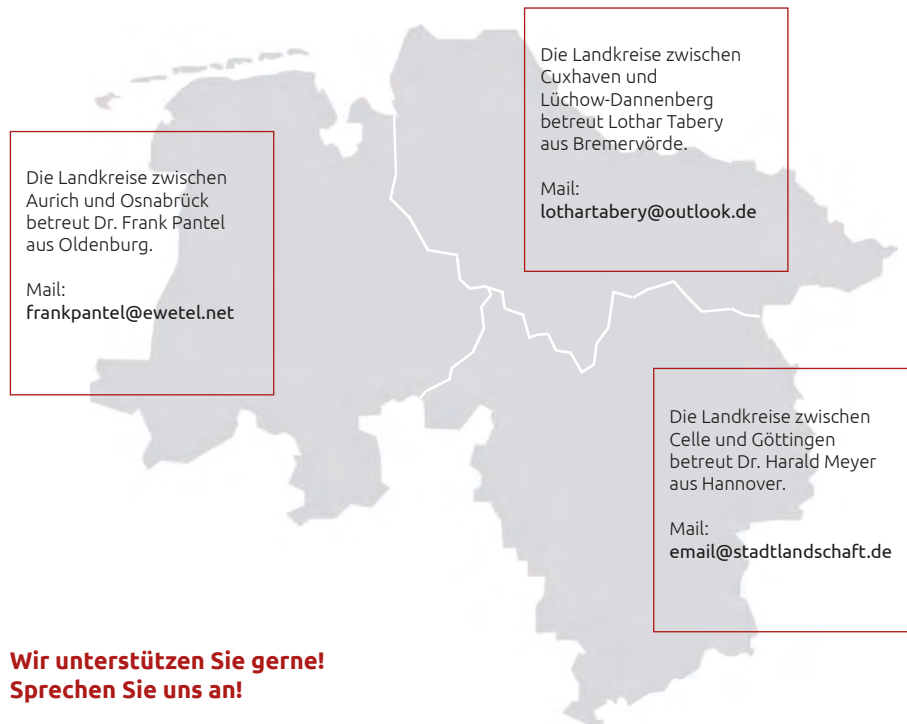 Die Landkreise zwischen
Cuxhaven und
Lüchow-Dannenberg
betreut Lothar Tabery
aus Bremervörde.
Mail:
lothartabery@outlook.de
Die Landkreise zwischen
Aurich und Osnabrück
betreut Dr. Frank Pantel
aus Oldenburg.
Mail:
frankpantel@ewetel.net
Die Landkreise zwischen
Celle und Göttingen
betreut Dr. Harald Meyer
aus Hannover.
Mail:
email@stadtlandschaft.de
Wir unterstützen Sie gerne!
Sprechen Sie uns an!